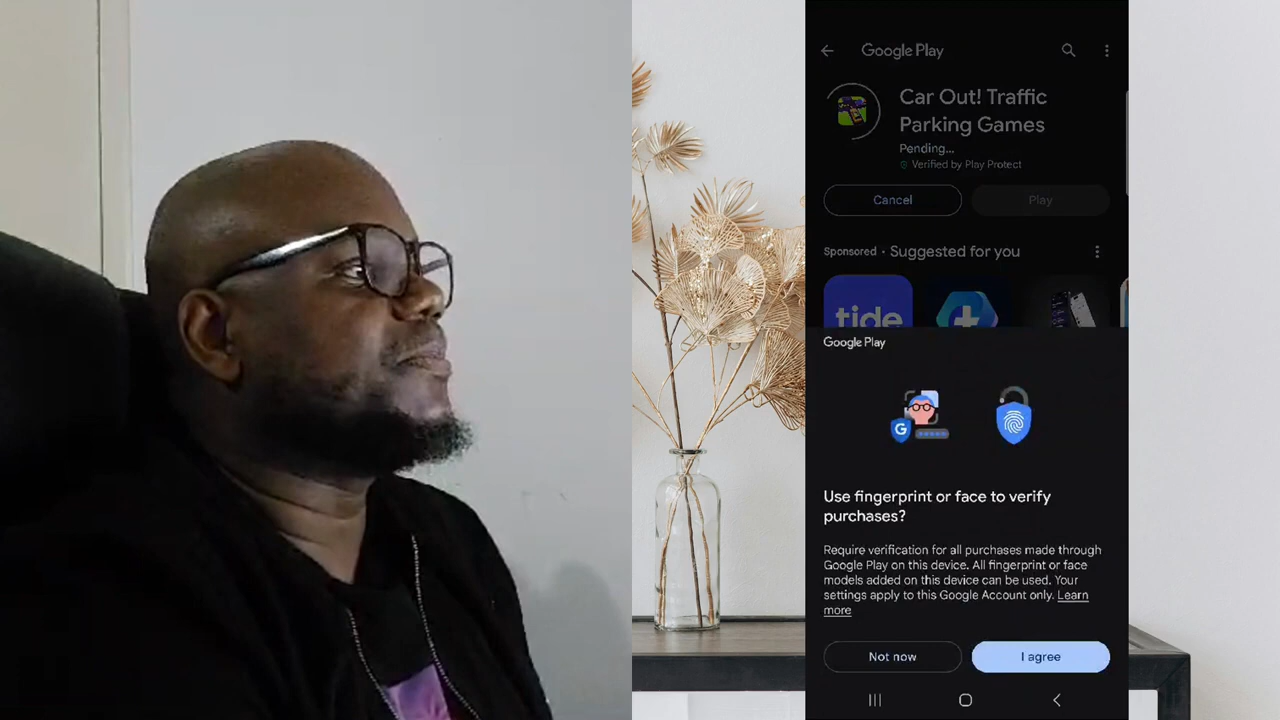 Google Play
Car Out! Traffic
Parking Games
Pending...
Verified by Play Protect
Cancel
Play
Sponsored • Suggested for you
tide
Google Play
G
Use fingerprint or face to verify
purchases?
Require verification for all purchases made through
Google Play on this device. All fingerprint or face
models added on this device can be used. Your
settings apply to this Google Account only. Learn
more
Not now
I agree